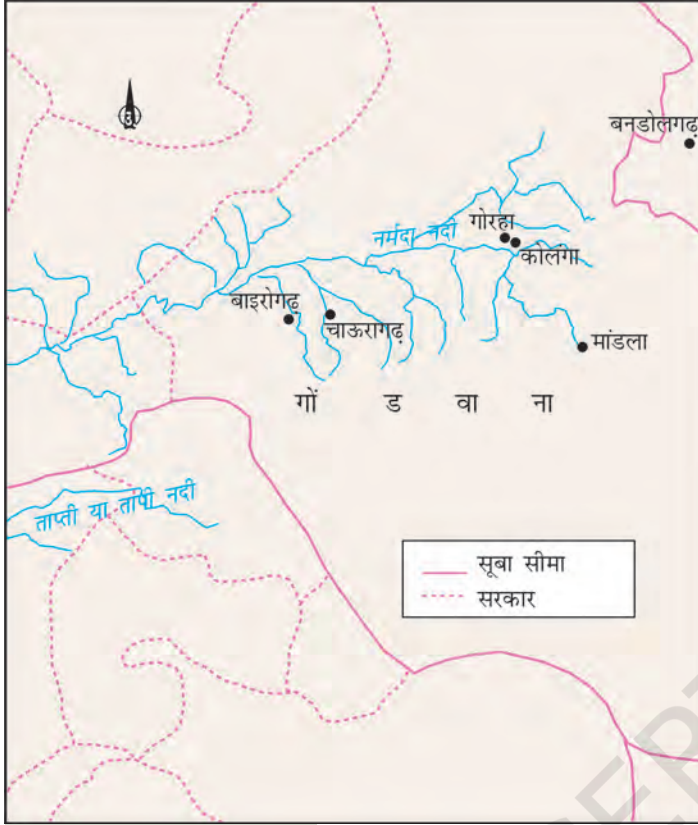 उ
बनडोलगढ़
नर्मदा नदी
गोरहा
कोलगा
बाइरोगढ़
चाऊरागढ़
मांडला
गों ड वा ना
ताप्ती या तापी नदी
सूबा सीमा
सरकार